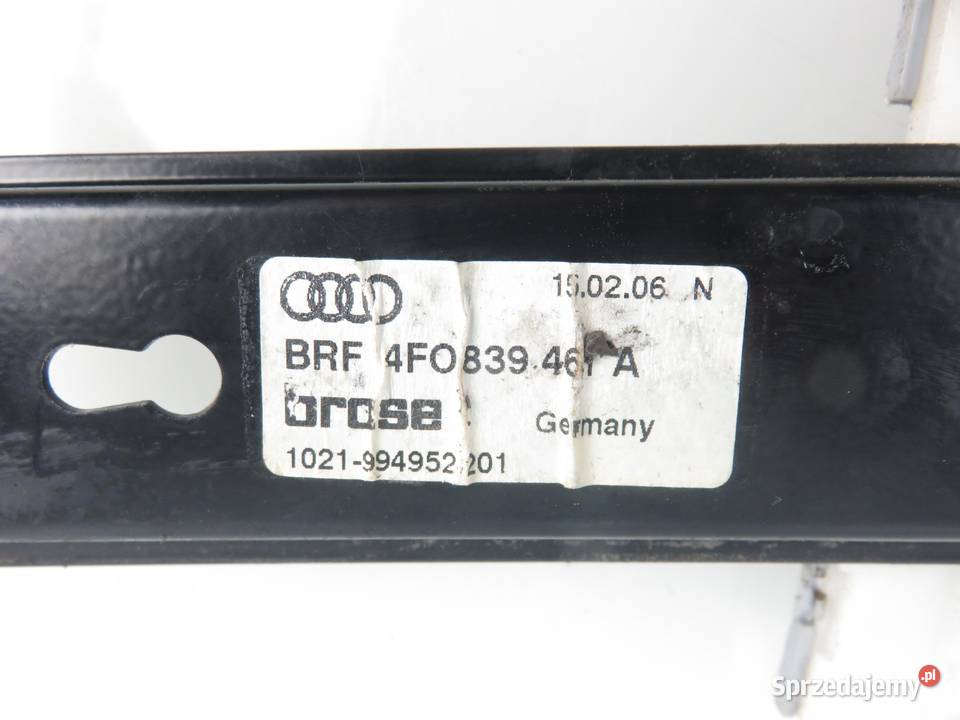 15.02.06 N
BRF 4F0839 461 A
brose
Germany
1021-994952,201
Sprzedajemy.pl